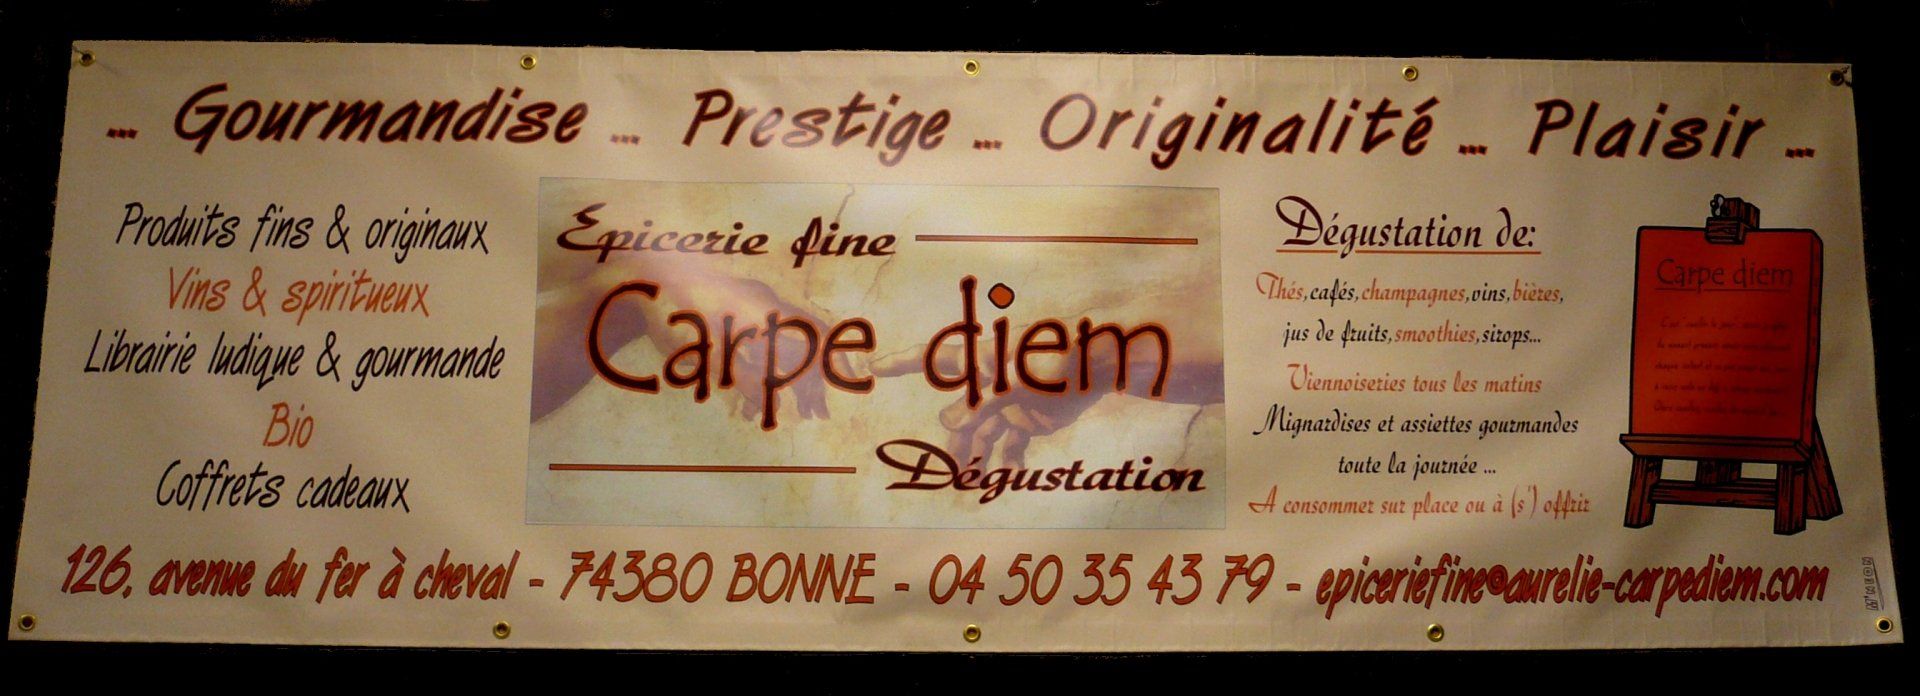 ... Gourmandise ... Prestige ... Originalité ... Plaisir ...
Produits fins & originaux
Vins & spiritueux
Librairie ludique & gourmande
Bio
Coffrets cadeaux
Epicerie fine
Carpe diem
Dégustation
Dégustation de:
Thés, cafés, champagnes, vins, bières,
jus de fruits, smoothies, sirops...
Viennoiseries tous les matins
Mignardises et assiettes gourmandes
toute la journée ...
A consommer sur place ou à (s') offrir
Carpe diem
126, avenue du fer à cheval - 74380 BONNE - 04 50 35 43 79 - epiceriefine@aurelie-carpediem.com